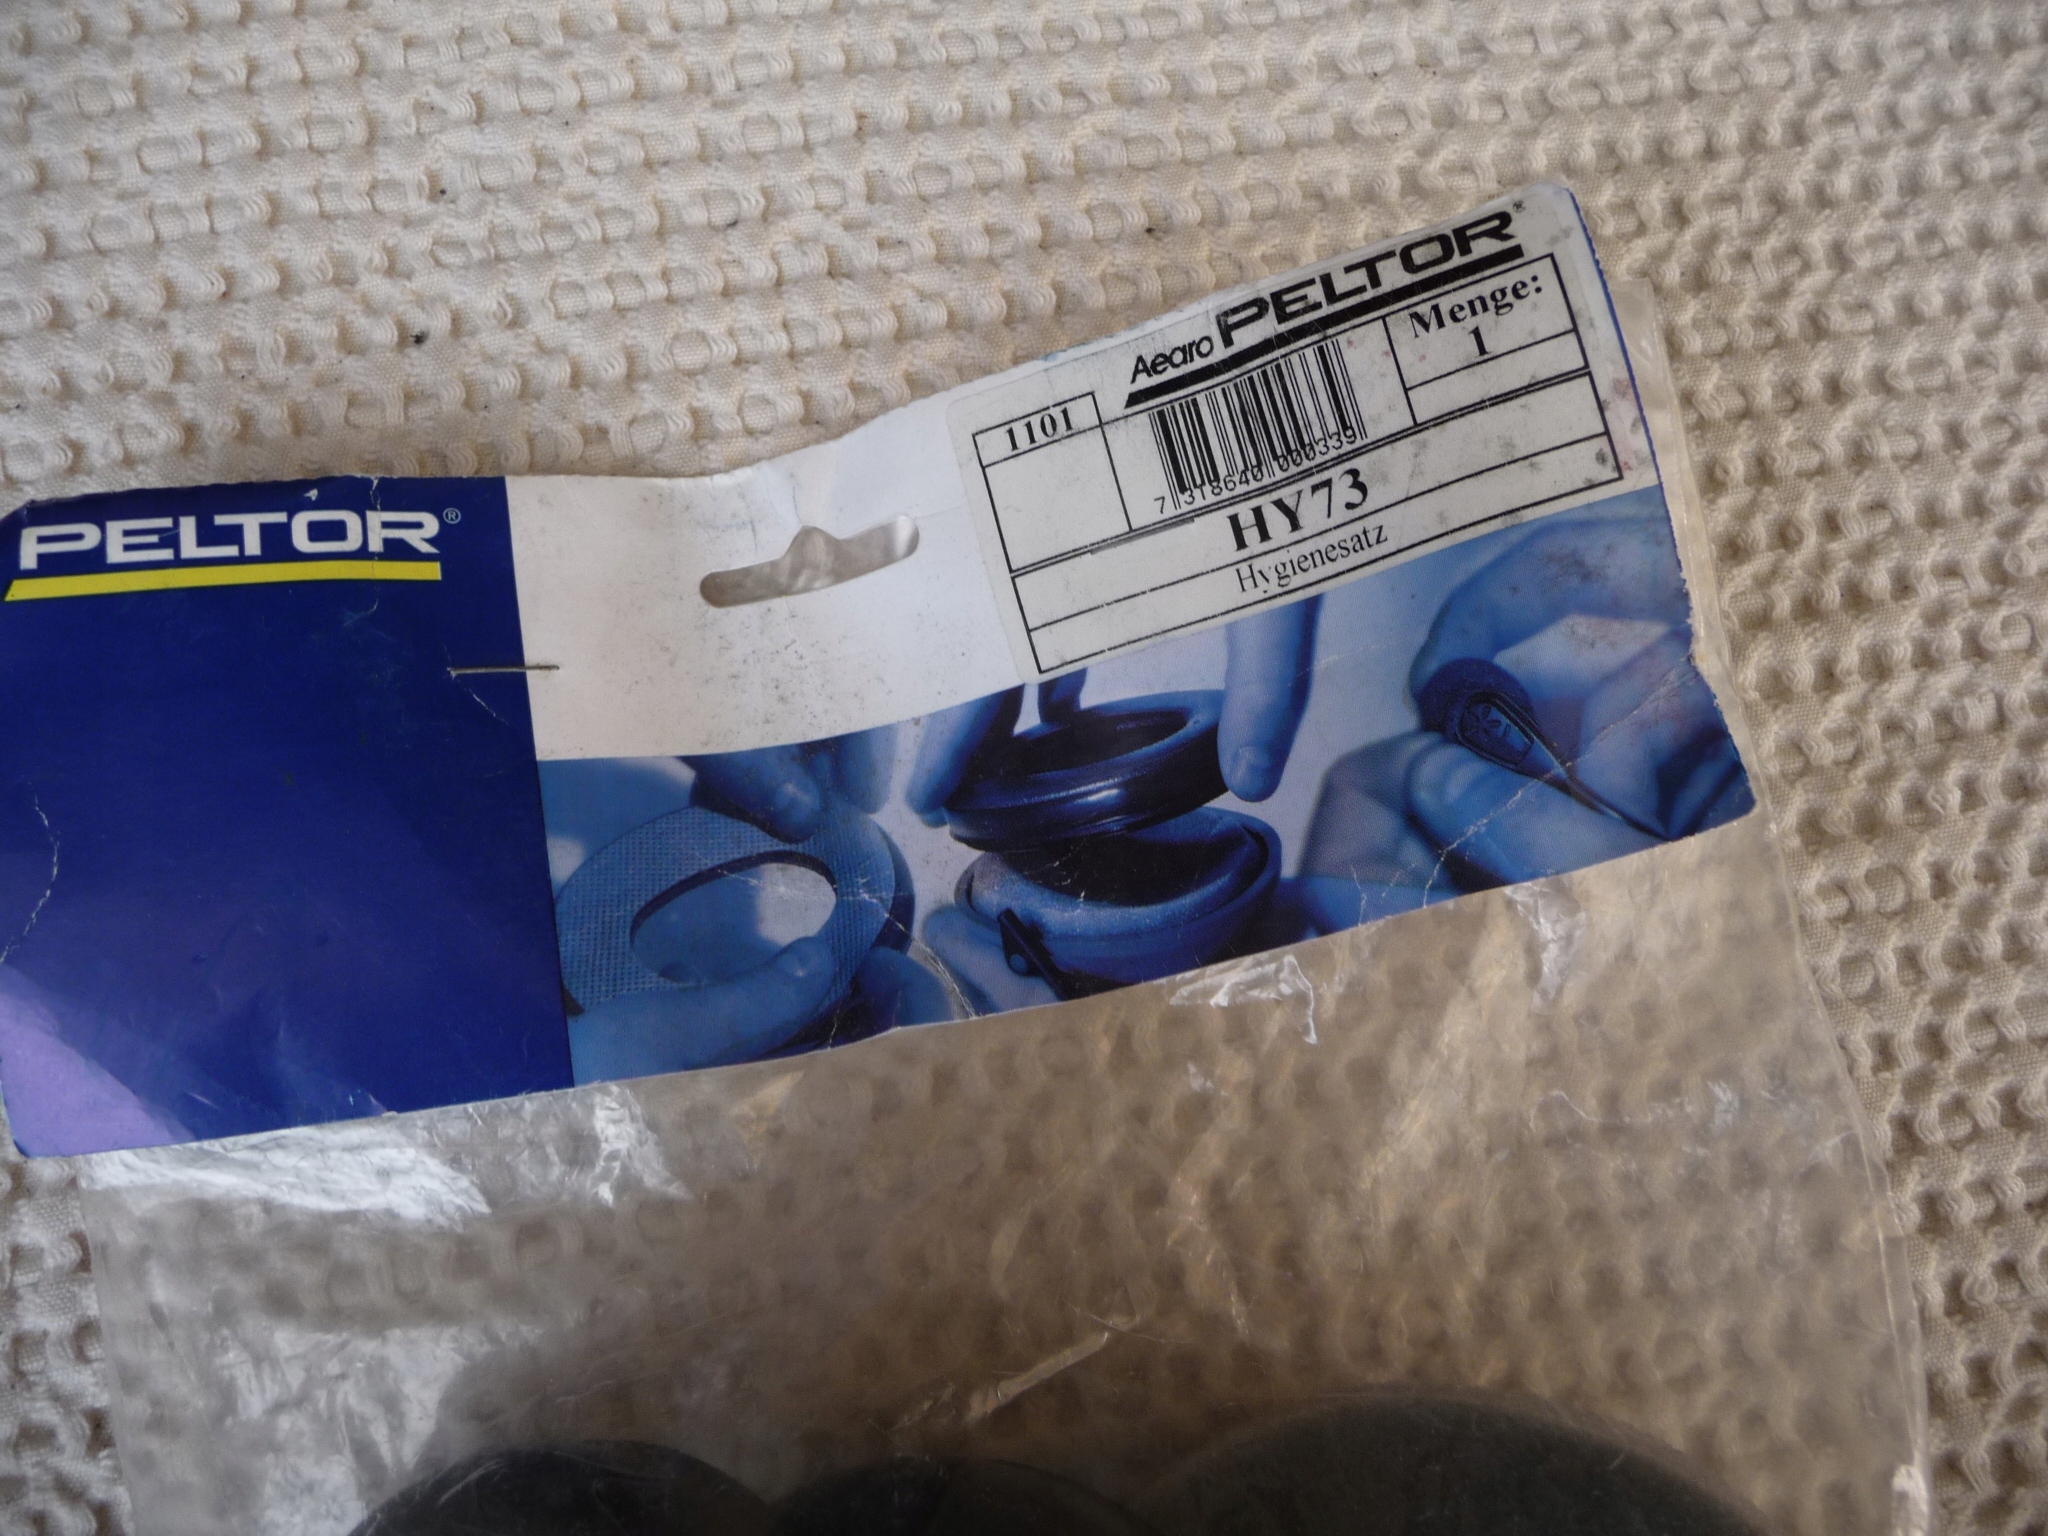 PELTOR®
Aearo PELTOR®
1101
Menge:
1
7 318640 000339
HY73
Hygienesatz